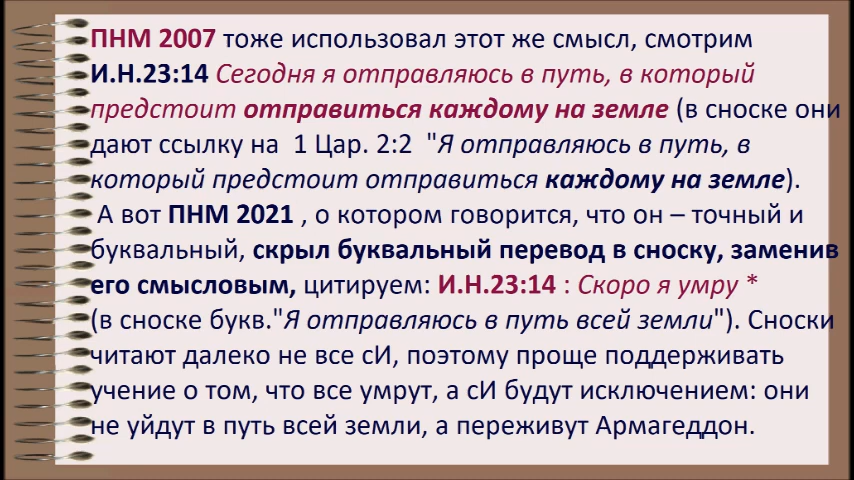 ПНМ 2007 тоже использовал этот же смысл, смотрим
И.Н.23:14 Сегодня я отправляюсь в путь, в который
предстоит отправиться каждому на земле (в сноске они
дают ссылку на 1 Цар. 2:2 "Я отправляюсь в путь, в
который предстоит отправиться каждому на земле).
А вот ПНМ 2021 , о котором говорится, что он – точный и
буквальный, скрыл буквальный перевод в сноску, заменив
его смысловым, цитируем: И.Н.23:14 : Скоро я умру *
(в сноске букв."Я отправляюсь в путь всей земли"). Сноски
читают далеко не все сИ, поэтому проще поддерживать
учение о том, что все умрут, а сИ будут исключением: они
не уйдут в путь всей земли, а переживут Армагеддон.